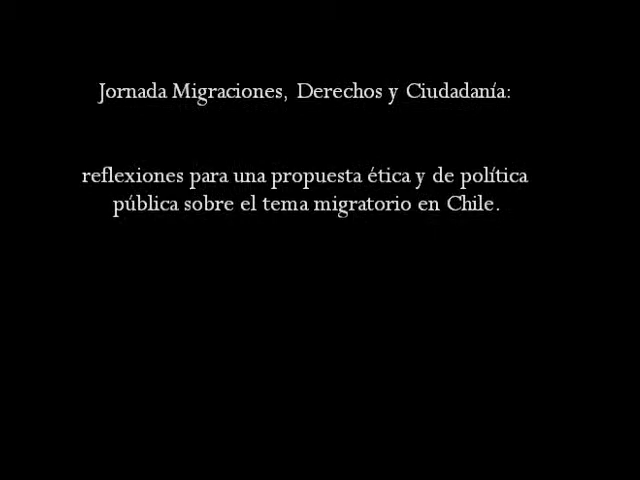 Jornada Migraciones, Derechos y Ciudadanía:
reflexiones para una propuesta ética y de política
pública sobre el tema migratorio en Chile.